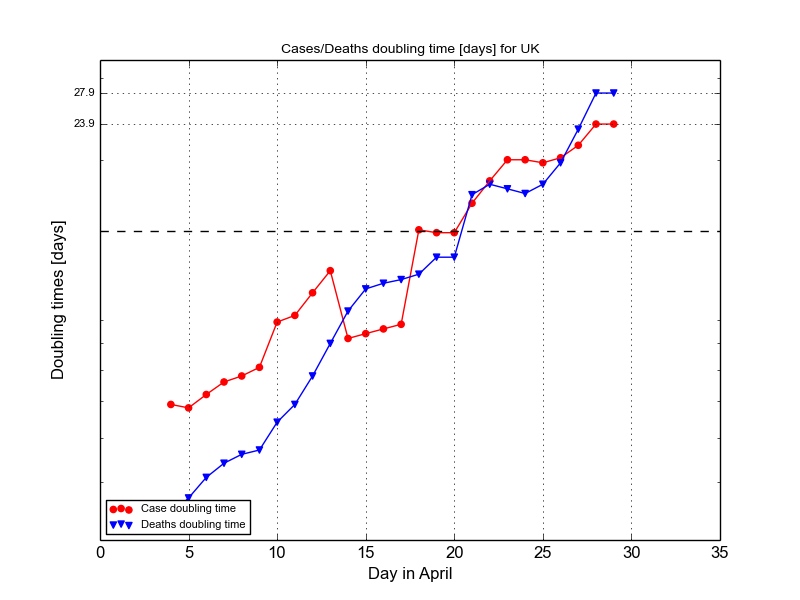 Cases/Deaths doubling time [days] for UK
27.9
23.9
Doubling times [days]
Case doubling time
Deaths doubling time
0 5 10 15 20 25 30 35
Day in April